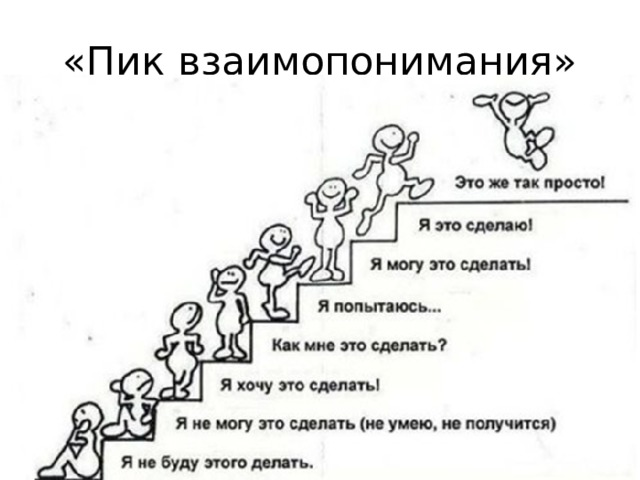 «Пик взаимопонимания»
Это же так просто!
Я это сделаю!
Я могу это сделать!
Я попытаюсь...
Как мне это сделать?
Я хочу это сделать!
Я не могу это сделать (не умею, не получится)
Я не буду этого делать.